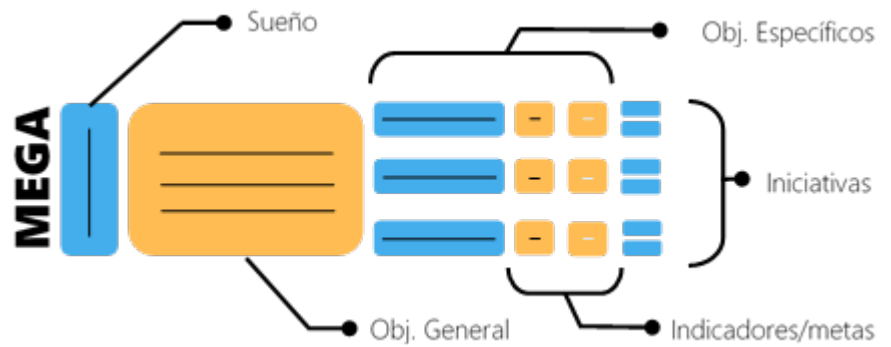 Sueño
Obj. Específicos
MEGA
Iniciativas
Obj. General
Indicadores/metas